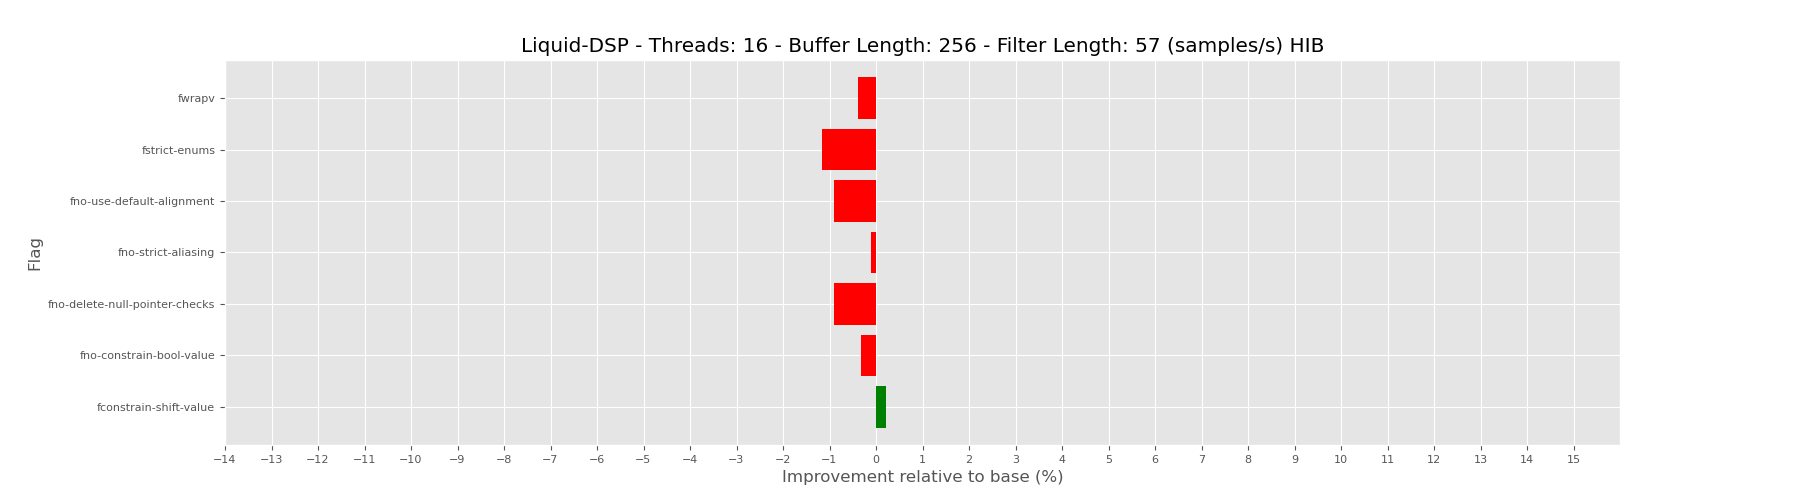 Liquid-DSP - Threads: 16 - Buffer Length: 256 - Filter Length: 57 (samples/s) HIB
Flag
fwrapv
fstrict-enums
fno-use-default-alignment
fno-strict-aliasing
fno-delete-null-pointer-checks
fno-constrain-bool-value
fconstrain-shift-value
−14 −13 −12 −11 −10 −9 −8 −7 −6 −5 −4 −3 −2 −1 0 1 2 3 4 5 6 7 8 9 10 11 12 13 14 15
Improvement relative to base (%)